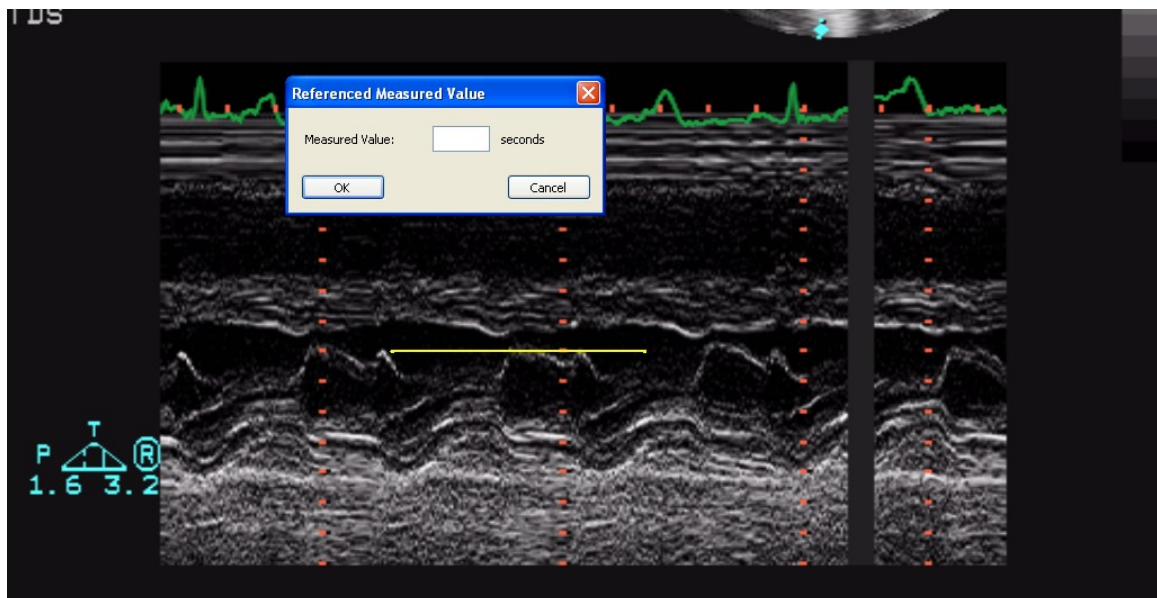 TDS
Referenced Measured Value
Measured Value: seconds
OK Cancel
T
P R
1.6 3.2